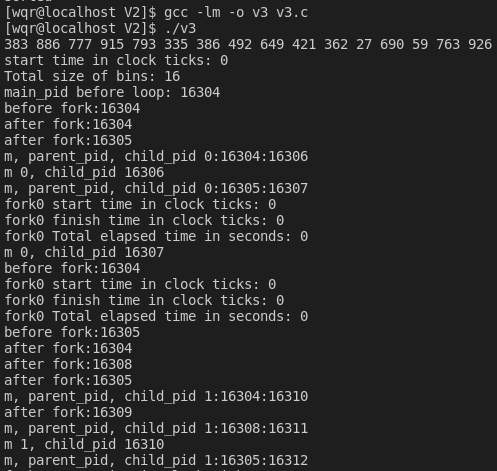 [wqr@localhost V2]$ gcc -lm -o v3 v3.c
[wqr@localhost V2]$ ./v3
383 886 777 915 793 335 386 492 649 421 362 27 690 59 763 926
start time in clock ticks: 0
Total size of bins: 16
main_pid before loop: 16304
before fork:16304
after fork:16304
after fork:16305
m, parent_pid, child_pid 0:16304:16306
m 0, child_pid 16306
m, parent_pid, child_pid 0:16305:16307
fork0 start time in clock ticks: 0
fork0 finish time in clock ticks: 0
fork0 Total elapsed time in seconds: 0
m 0, child_pid 16307
before fork:16304
fork0 start time in clock ticks: 0
fork0 finish time in clock ticks: 0
fork0 Total elapsed time in seconds: 0
before fork:16305
after fork:16304
after fork:16308
after fork:16305
m, parent_pid, child_pid 1:16304:16310
after fork:16309
m, parent_pid, child_pid 1:16308:16311
m 1, child_pid 16310
m, parent_pid, child_pid 1:16305:16312